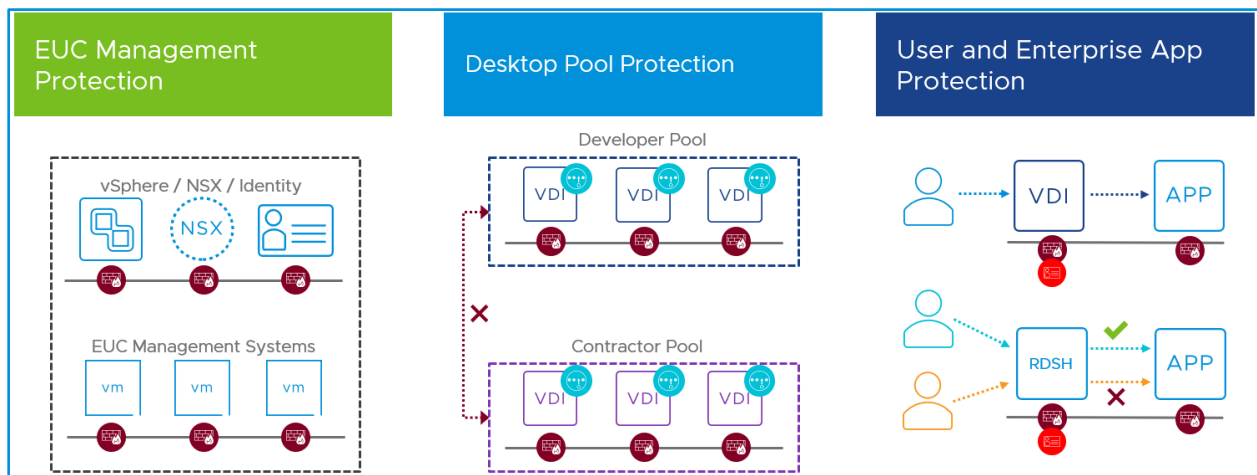 EUC Management
Protection
vSphere / NSX / Identity
NSX
EUC Management Systems
vm vm vm
Desktop Pool Protection
Developer Pool
VDI VDI VDI
Contractor Pool
VDI VDI VDI
User and Enterprise App
Protection
VDI APP
RDSH APP